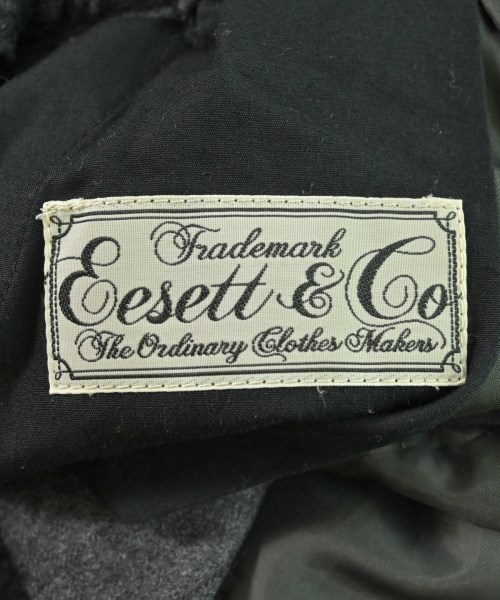 Trademark
Eesett & Co
The Ordinary Clothes Makers